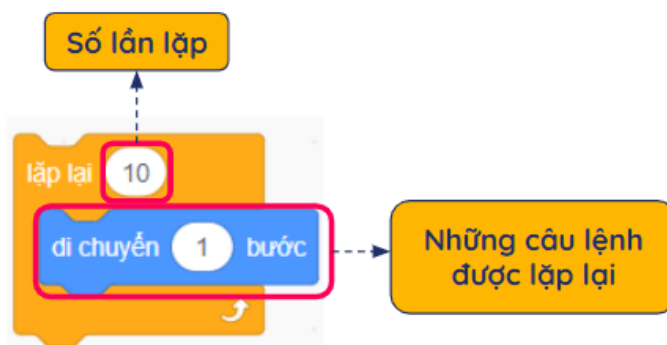 Số lần lặp
lặp lại 10
di chuyển 1 bước
Những câu lệnh
được lặp lại